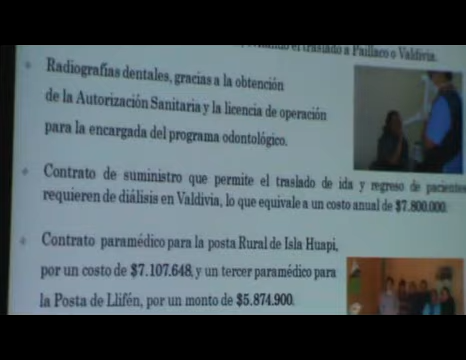 el traslado a Paillaco o Valdivia.
Radiografías dentales, gracias a la obtención
de la Autorización Sanitaria y la licencia de operación
para la encargada del programa odontológico.
Contrato de suministro que permite el traslado de ida y regreso de pacientes
requieren de diálisis en Valdivia, lo que equivale a un costo anual de $7.800.000.
Contrato paramédico para la posta Rural de Isla Huapi,
por un costo de $7.107.648, y un tercer paramédico para
la Posta de Llifén, por un monto de $5.874.900.